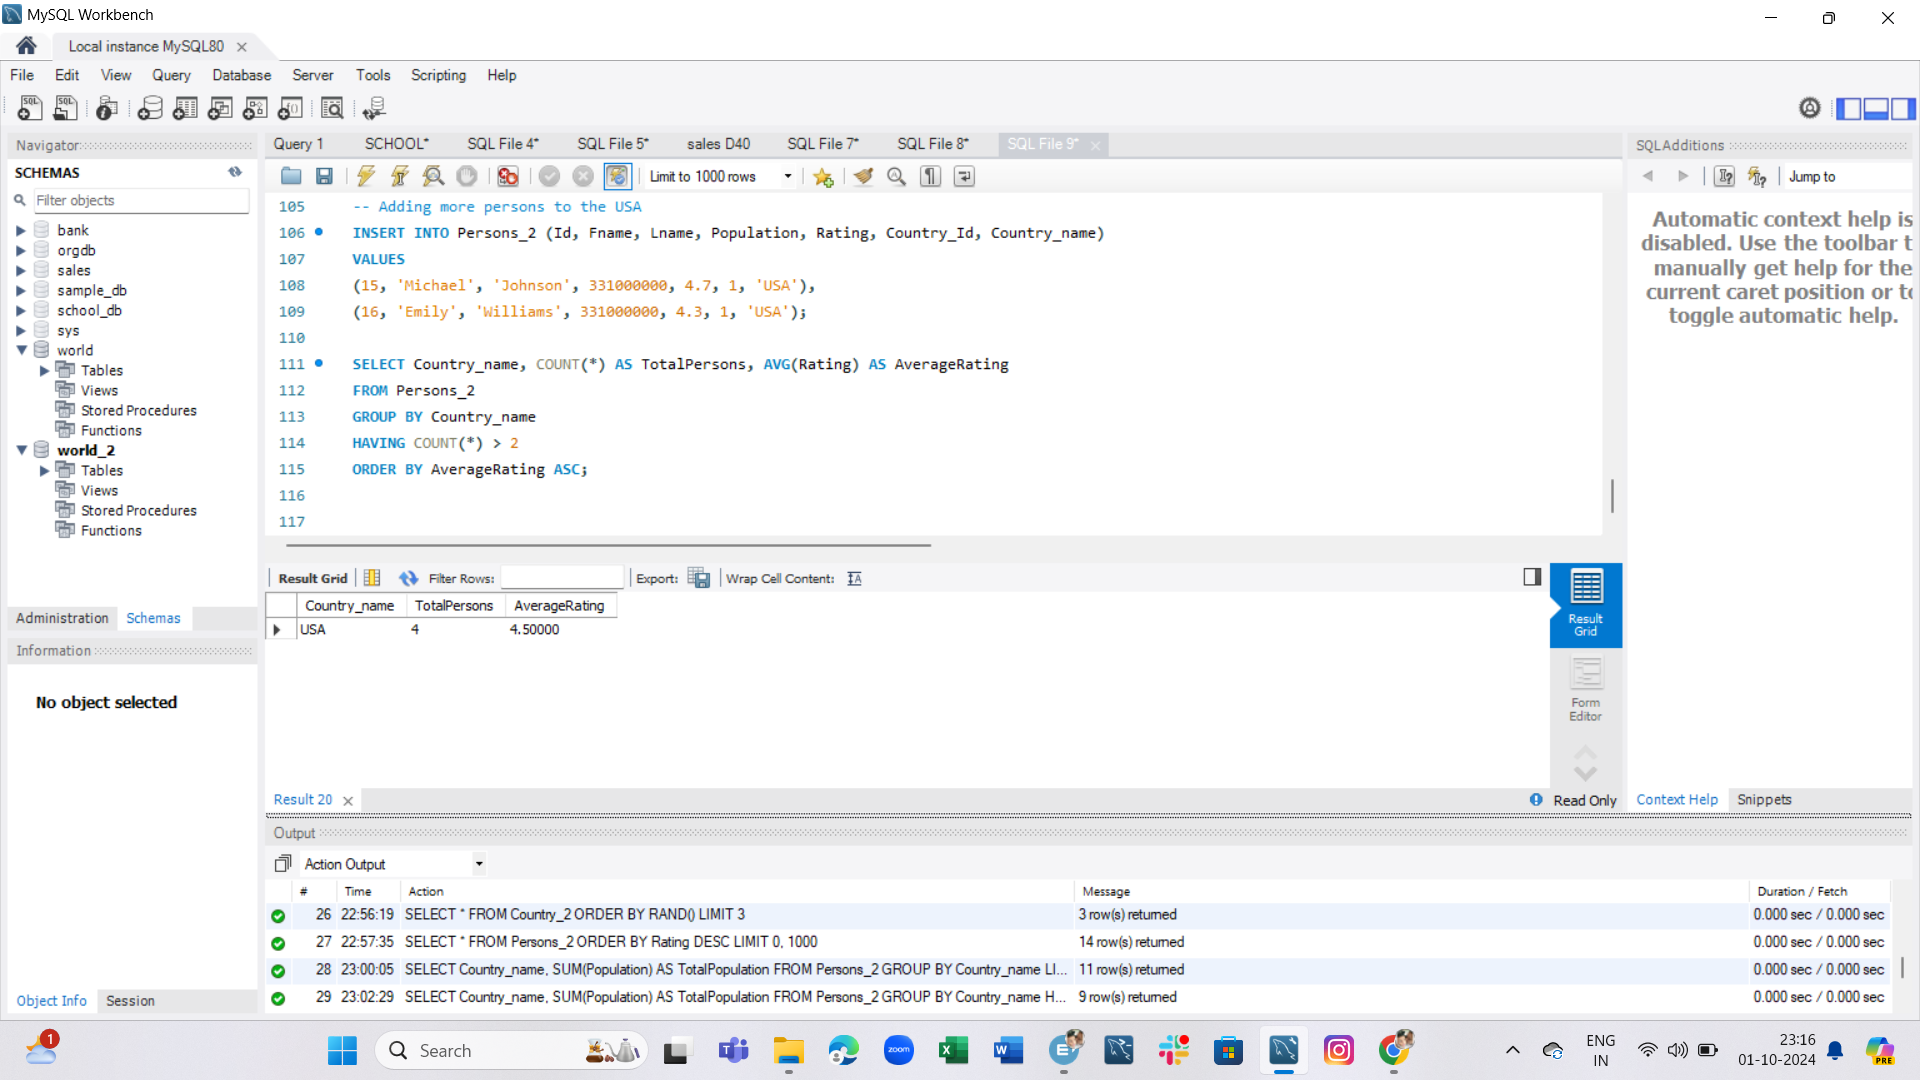 MySQL Workbench
Local instance MySQL80
File Edit View Query Database Server Tools Scripting Help
Navigator
SCHEMAS
Filter objects
bank
orgdb
sales
sample_db
school_db
sys
world
Tables
Views
Stored Procedures
Functions
world_2
Tables
Views
Stored Procedures
Functions
Administration Schemas
Information
No object selected
Object Info Session
Query 1 SCHOOL* SQL File 4* SQL File 5* sales D40 SQL File 7* SQL File 8* SQL File 9*
Limit to 1000 rows
105 -- Adding more persons to the USA
106 INSERT INTO Persons_2 (Id, Fname, Lname, Population, Rating, Country_Id, Country_name)
107 VALUES
108 (15, 'Michael', 'Johnson', 331000000, 4.7, 1, 'USA'),
109 (16, 'Emily', 'Williams', 331000000, 4.3, 1, 'USA');
110
111 SELECT Country_name, COUNT(*) AS TotalPersons, AVG(Rating) AS AverageRating
112 FROM Persons_2
113 GROUP BY Country_name
114 HAVING COUNT(*) > 2
115 ORDER BY AverageRating ASC;
116
117
Result Grid Filter Rows: Export: Wrap Cell Content:
Country_name TotalPersons AverageRating
USA 4 4.50000
Result Grid
Form Editor
Result 20 Read Only
SQLAdditions
Jump to
Automatic context help is
disabled. Use the toolbar t
manually get help for the
current caret position or to
toggle automatic help.
Context Help Snippets
Output
Action Output
# Time Action Message Duration / Fetch
26 22:56:19 SELECT * FROM Country_2 ORDER BY RAND() LIMIT 3 3 row(s) returned 0.000 sec / 0.000 sec
27 22:57:35 SELECT * FROM Persons_2 ORDER BY Rating DESC LIMIT 0, 1000 14 row(s) returned 0.000 sec / 0.000 sec
28 23:00:05 SELECT Country_name, SUM(Population) AS TotalPopulation FROM Persons_2 GROUP BY Country_name LI... 11 row(s) returned 0.000 sec / 0.000 sec
29 23:02:29 SELECT Country_name, SUM(Population) AS TotalPopulation FROM Persons_2 GROUP BY Country_name H... 9 row(s) returned 0.000 sec / 0.000 sec
1
Search
zoom
ENG
IN
23:16
01-10-2024
PRE